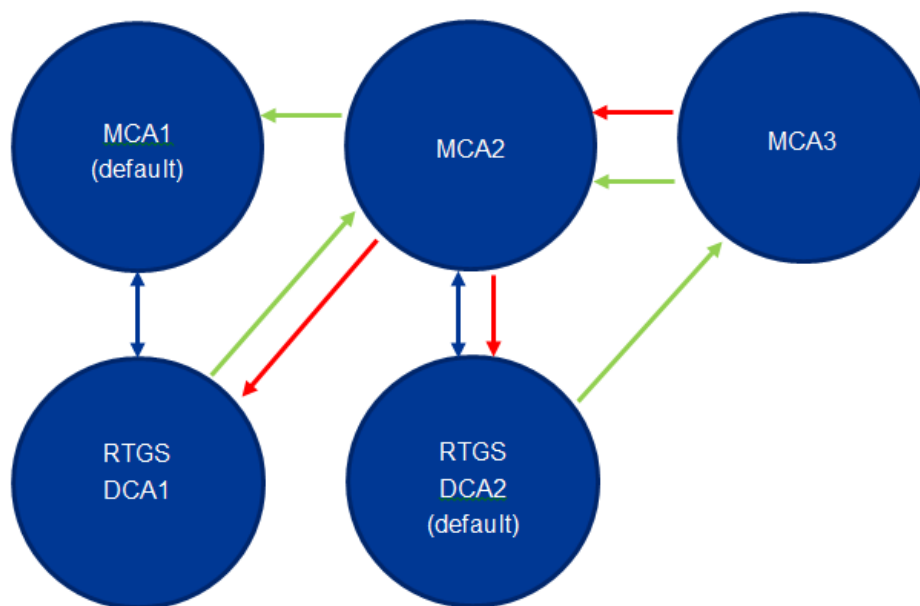 MCA1
(default)
MCA2
MCA3
RTGS
DCA1
RTGS
DCA2
(default)